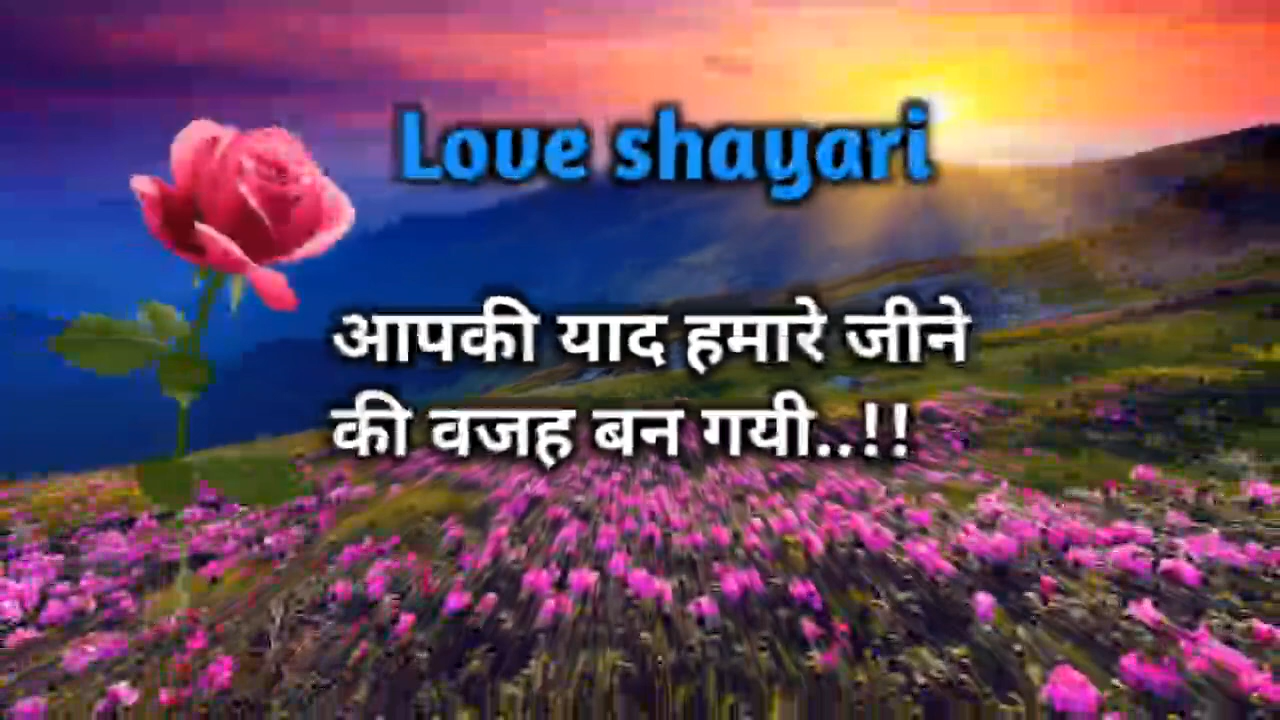 Love shayari
आपकी याद हमारे जीने
की वजह बन गयी..!!